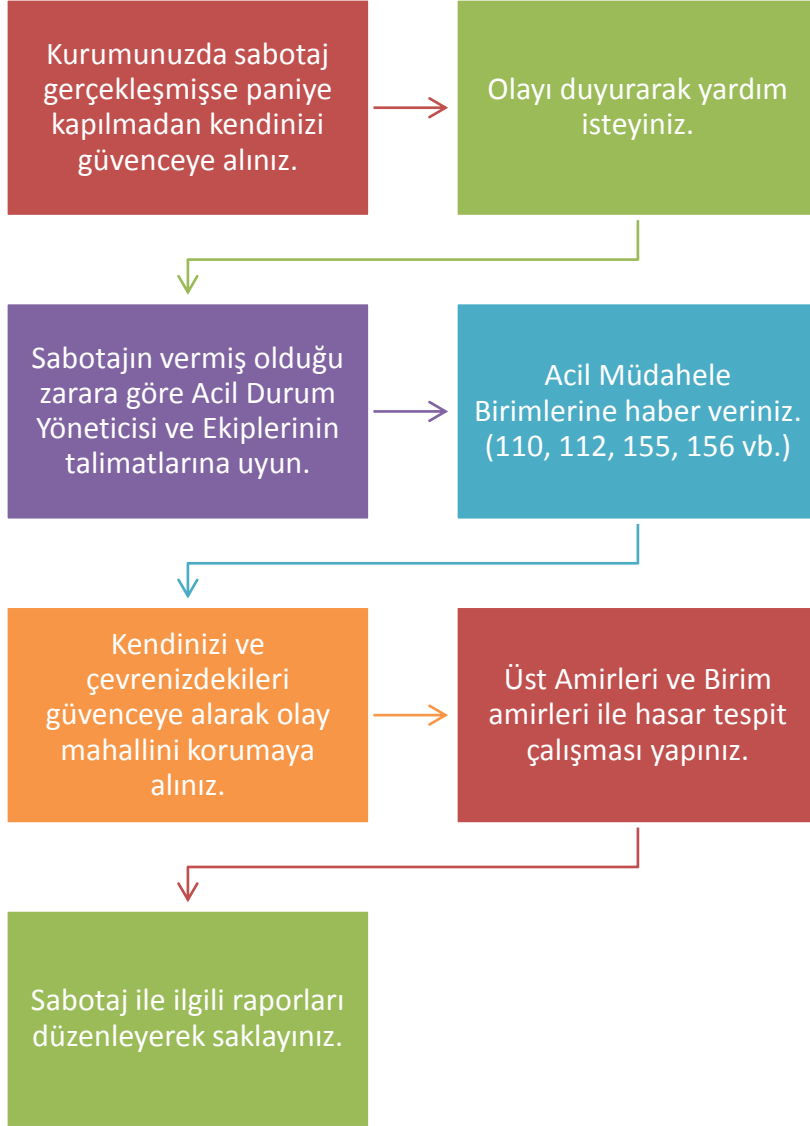 Kurumunuzda sabotaj
gerçekleşmişse paniye
kapılmadan kendinizi
güvenceye alınız.
Olayı duyurarak yardım
isteyiniz.
Sabotajın vermiş olduğu
zarara göre Acil Durum
Yöneticisi ve Ekiplerinin
talimatlarına uyun.
Acil Müdahele
Birimlerine haber veriniz.
(110, 112, 155, 156 vb.)
Kendinizi ve
çevrenizdekileri
güvenceye alarak olay
mahallini korumaya
alınız.
Üst Amirleri ve Birim
amirleri ile hasar tespit
çalışması yapınız.
Sabotaj ile ilgili raporları
düzenleyerek saklayınız.